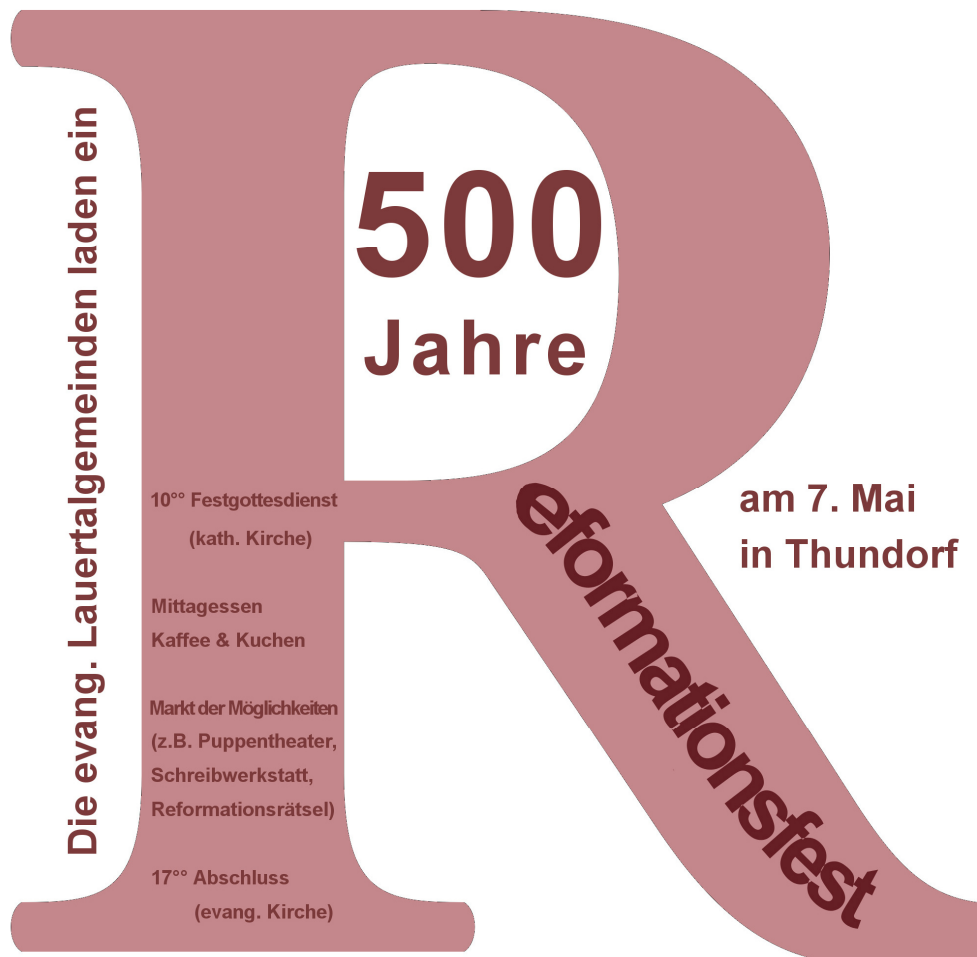 Die evang. Lauertalgemeinden laden ein
500
Jahre
Reformationsfest
am 7. Mai
in Thundorf
10°° Festgottesdienst
(kath. Kirche)
Mittagessen
Kaffee & Kuchen
Markt der Möglichkeiten
(z.B. Puppentheater,
Schreibwerkstatt,
Reformationsrätsel)
17°° Abschluss
(evang. Kirche)